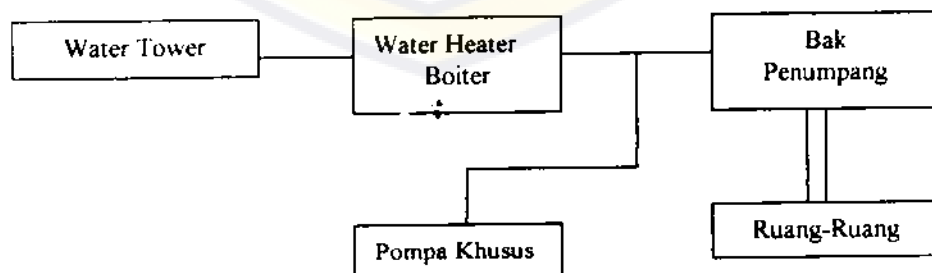 Water Tower
Water Heater
Boiter
Bak
Penumpang
Pompa Khusus
Ruang-Ruang